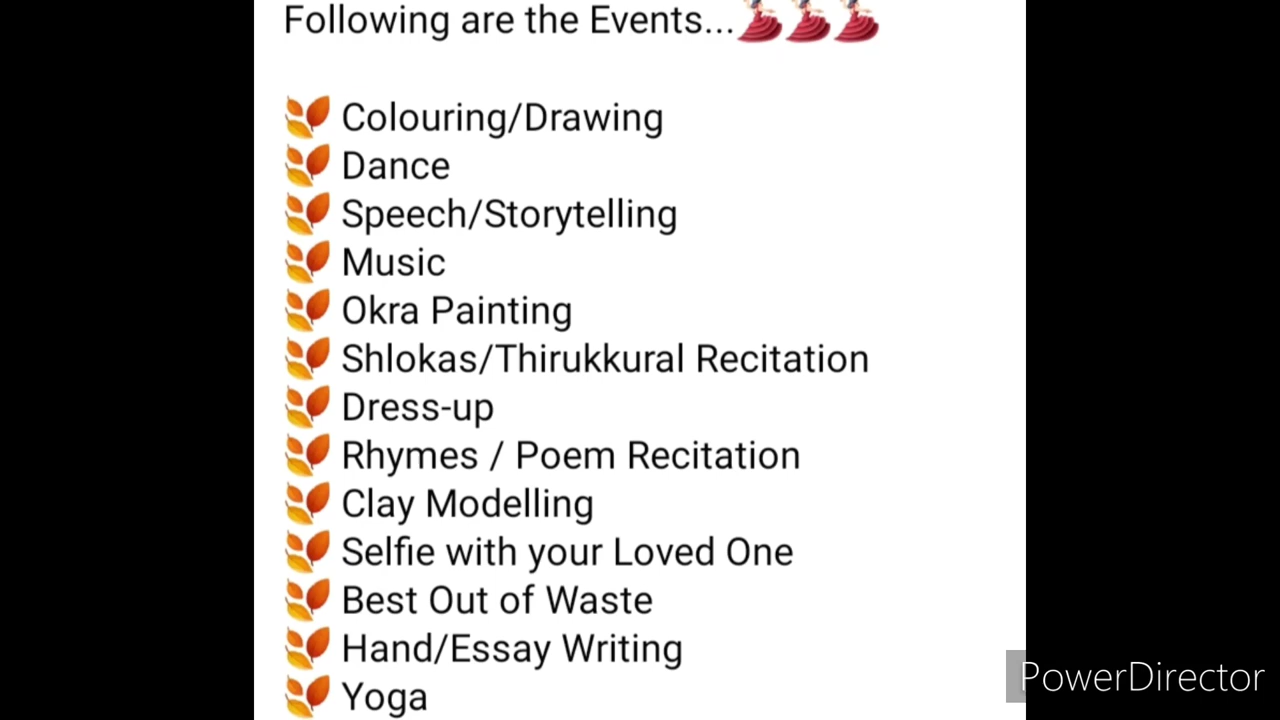 Following are the Events...💃💃💃
🍂 Colouring/Drawing
🍂 Dance
🍂 Speech/Storytelling
🍂 Music
🍂 Okra Painting
🍂 Shlokas/Thirukkural Recitation
🍂 Dress-up
🍂 Rhymes / Poem Recitation
🍂 Clay Modelling
🍂 Selfie with your Loved One
🍂 Best Out of Waste
🍂 Hand/Essay Writing
🍂 Yoga
PowerDirector